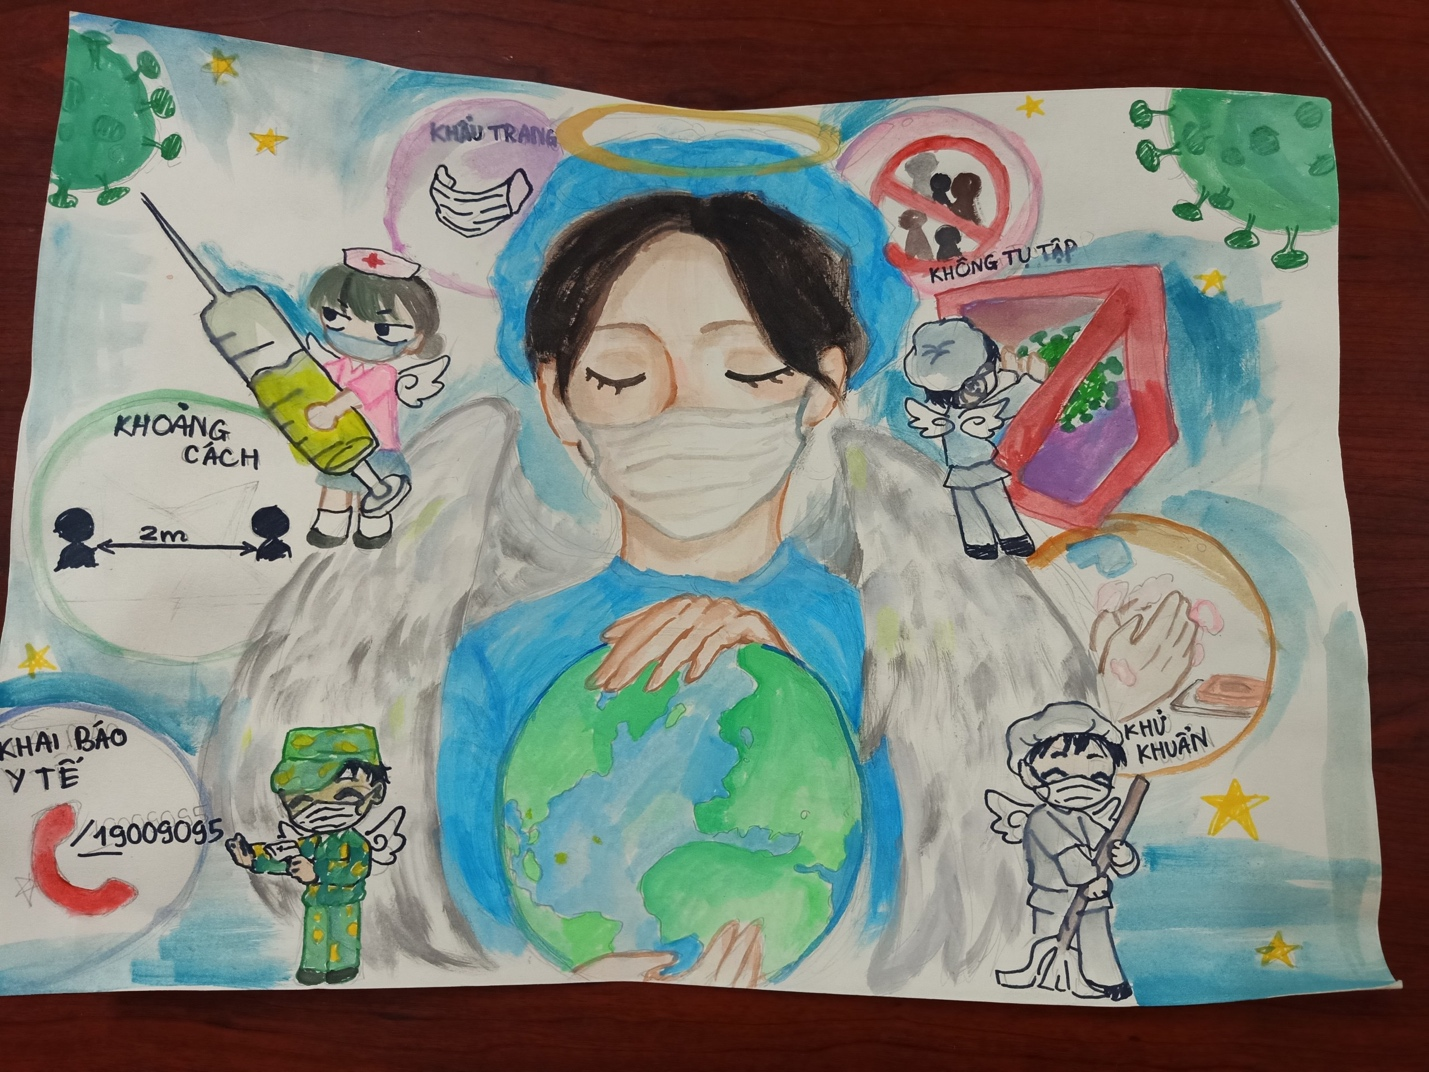 KHẨU TRANG
KHÔNG TỤ TẬP
KHOẢNG
CÁCH
2m
KHỬ
KHUẨN
KHAI BÁO
Y TẾ
/19009095